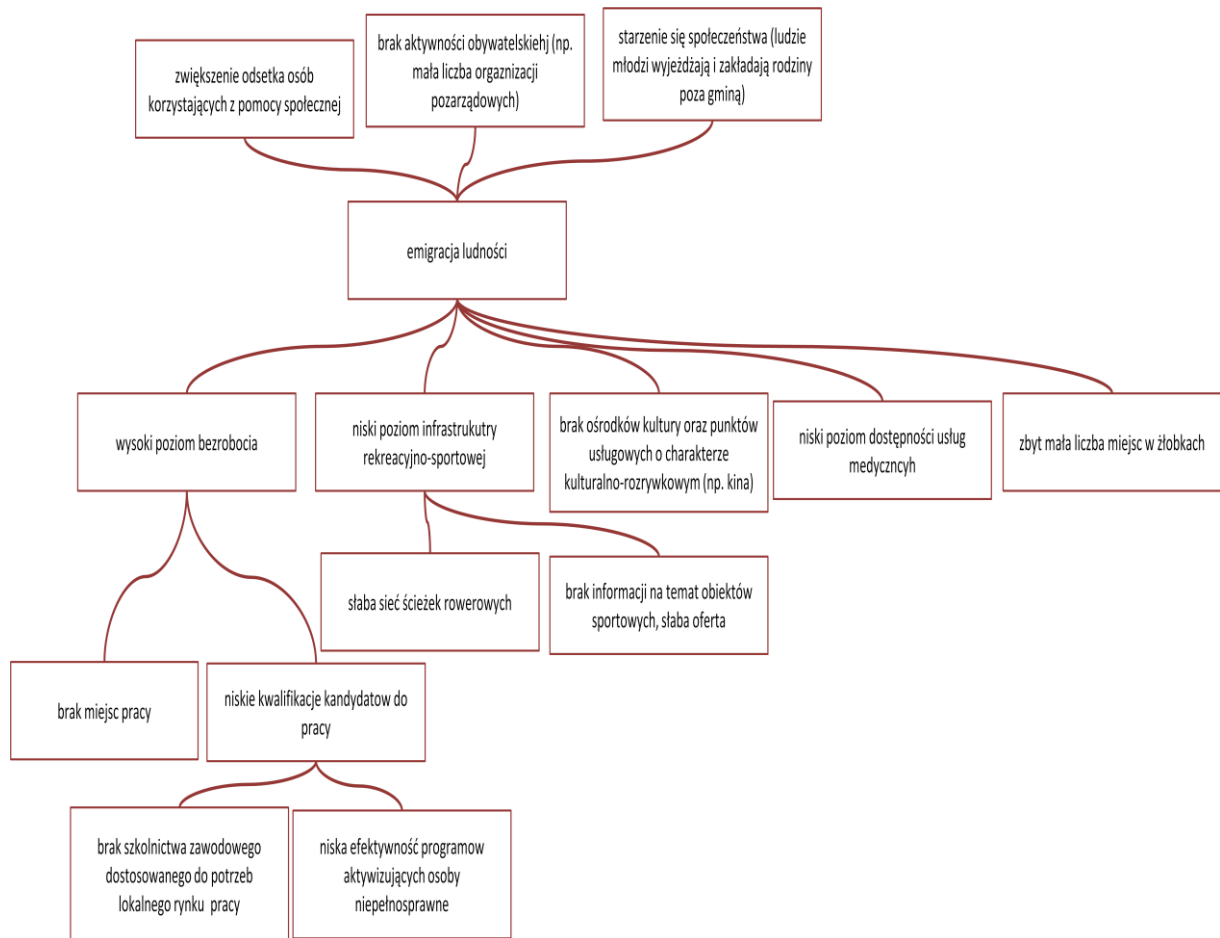 zwiększenie odsetka osób
korzystających z pomocy społecznej
brak aktywności obywatelskiehj (np.
mała liczba orgaznizacji
pozarządowych)
starzenie się społeczeństwa (ludzie
młodzi wyjeżdżają i zakładają rodziny
poza gminą)
emigracja ludności
wysoki poziom bezrobocia
niski poziom infrastrukutry
rekreacyjno-sportowej
brak ośrodków kultury oraz punktów
usługowych o charakterze
kulturalno-rozrywkowym (np. kina)
niski poziom dostępności usług
medyczncyh
zbyt mała liczba miejsc w żłobkach
słaba sieć ścieżek rowerowych
brak informacji na temat obiektów
sportowych, słaba oferta
brak miejsc pracy
niskie kwalifikacje kandydatow do
pracy
brak szkolnictwa zawodowego
dostosowanego do potrzeb
lokalnego rynku pracy
niska efektywność programow
aktywizujących osoby
niepełnosprawne